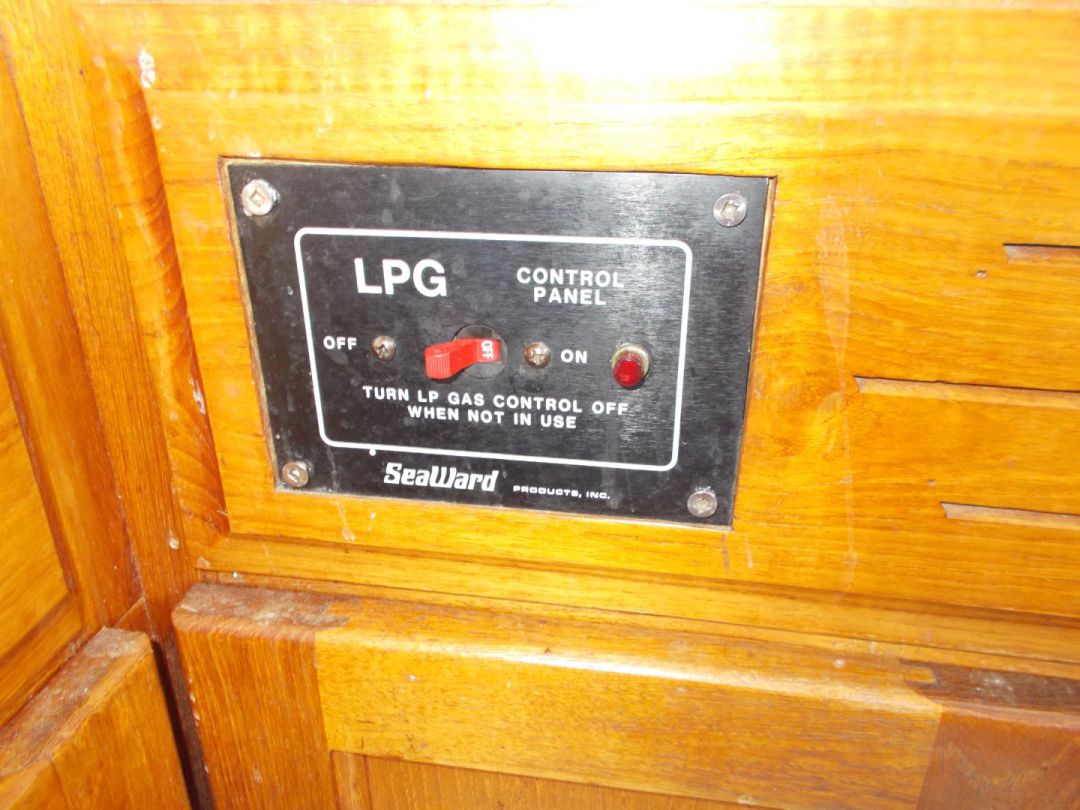 LPG CONTROL
PANEL
OFF OFF ON
TURN LP GAS CONTROL OFF
WHEN NOT IN USE
SeaWard PRODUCTS, INC.